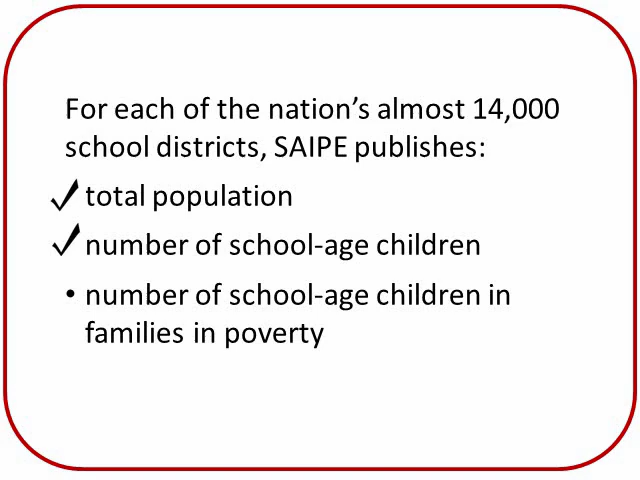 For each of the nation’s almost 14,000
school districts, SAIPE publishes:
✓ total population
✓ number of school-age children
• number of school-age children in
families in poverty